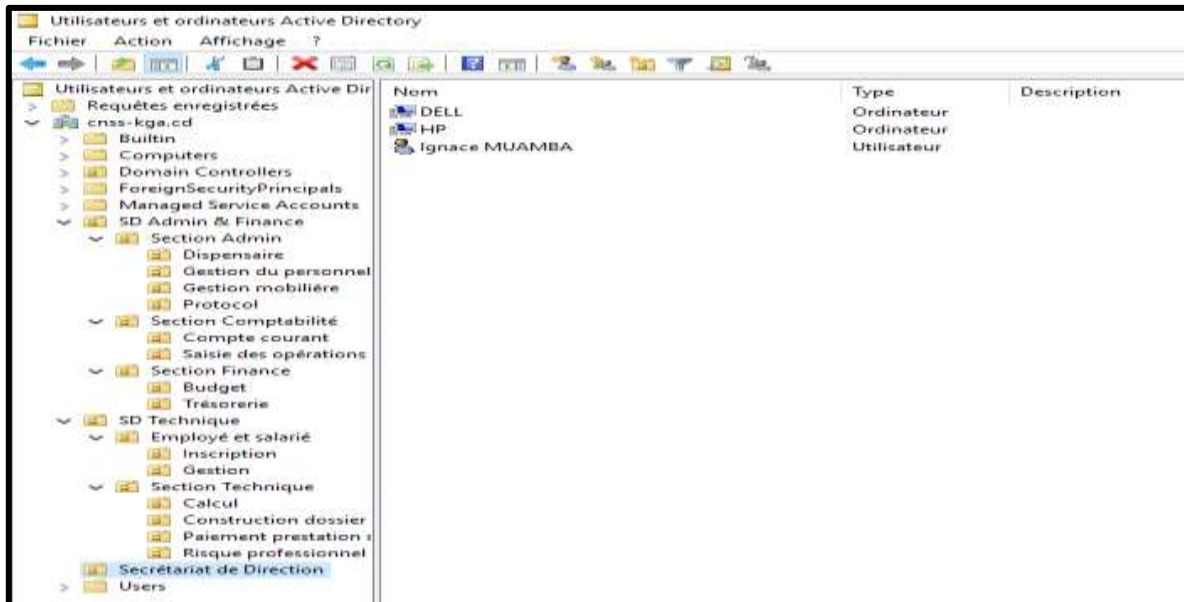 Utilisateurs et ordinateurs Active Directory
Fichier Action Affichage ?
Utilisateurs et ordinateurs Active Dir
Requêtes enregistrées
cnss-kga.cd
Builtin
Computers
Domain Controllers
ForeignSecurityPrincipals
Managed Service Accounts
SD Admin & Finance
Section Admin
Dispensaire
Gestion du personnel
Gestion mobilière
Protocol
Section Comptabilité
Compte courant
Saisie des opérations
Section Finance
Budget
Trésorerie
SD Technique
Employé et salarié
Inscription
Gestion
Section Technique
Calcul
Construction dossier
Paiement prestation
Risque professionnel
Secrétariat de Direction
Users
Nom Type Description
DELL Ordinateur
HP Ordinateur
Ignace MUAMBA Utilisateur